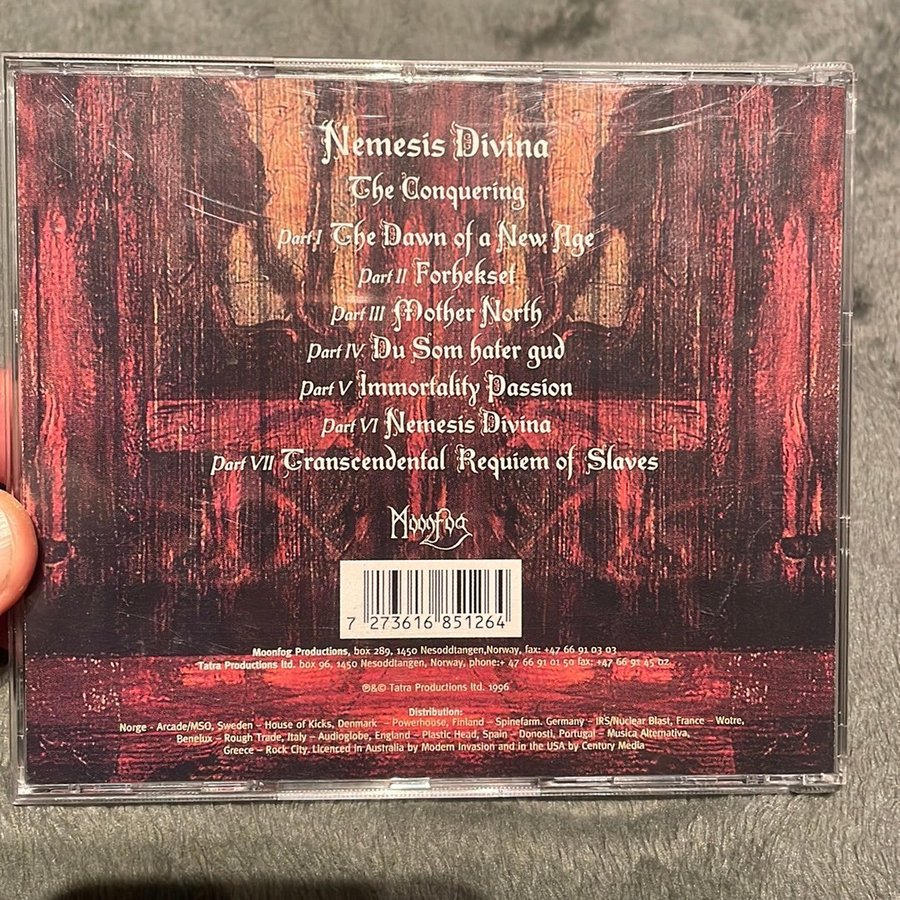 Nemesis Divina
The Conquering
Part I The Dawn of a New Age
Part II Forhekset
Part III Mother North
Part IV Du Som hater gud
Part V Immortality Passion
Part VI Nemesis Divina
Part VII Transcendental Requiem of Slaves
Moonfog
7 273616 851264
Moonfog Productions, box 289, 1450 Nesoddtangen,Norway, fax: +47 66 91 03 03
Tatra Productions ltd. box 96, 1450 Nesoddtangen, Norway, phone:+ 47 66 91 01 50 fax: +47 66 91 45 02
℗&© Tatra Productions ltd. 1996
Distribution:
Norge - Arcade/MSO, Sweden – House of Kicks, Denmark – Powerhouse, Finland – Spinefarm. Germany – IRS/Nuclear Blast, France – Wotre,
Benelux – Rough Trade, Italy – Audioglobe, England – Plastic Head, Spain – Donosti, Portugal – Musica Alternativa,
Greece – Rock City. Licenced in Australia by Modern Invasion and in the USA by Century Media